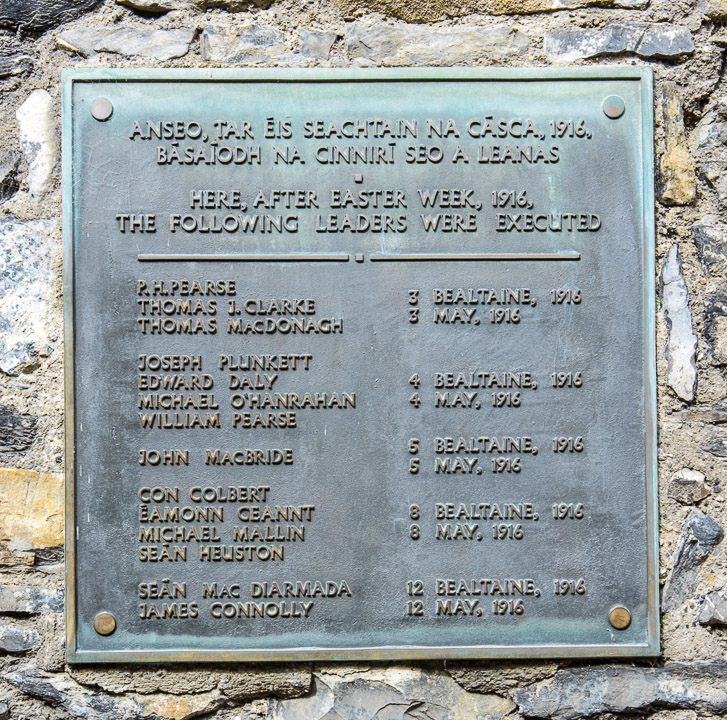 ANSEO, TAR ÉIS SEACHTAIN NA CÁSCA, 1916,
BÁSAÍODH NA CINNIRÍ SEO A LEANAS
HERE, AFTER EASTER WEEK, 1916,
THE FOLLOWING LEADERS WERE EXECUTED
P.H. PEARSE
THOMAS J. CLARKE
THOMAS MACDONAGH
3 BEALTAINE, 1916
3 MAY, 1916
JOSEPH PLUNKETT
EDWARD DALY
MICHAEL O'HANRAHAN
WILLIAM PEARSE
4 BEALTAINE, 1916
4 MAY, 1916
JOHN MACBRIDE
5 BEALTAINE, 1916
5 MAY, 1916
CON COLBERT
ÉAMONN CEANNT
MICHAEL MALLIN
SEÁN HEUSTON
8 BEALTAINE, 1916
8 MAY, 1916
SEÁN MAC DIARMADA
JAMES CONNOLLY
12 BEALTAINE, 1916
12 MAY, 1916